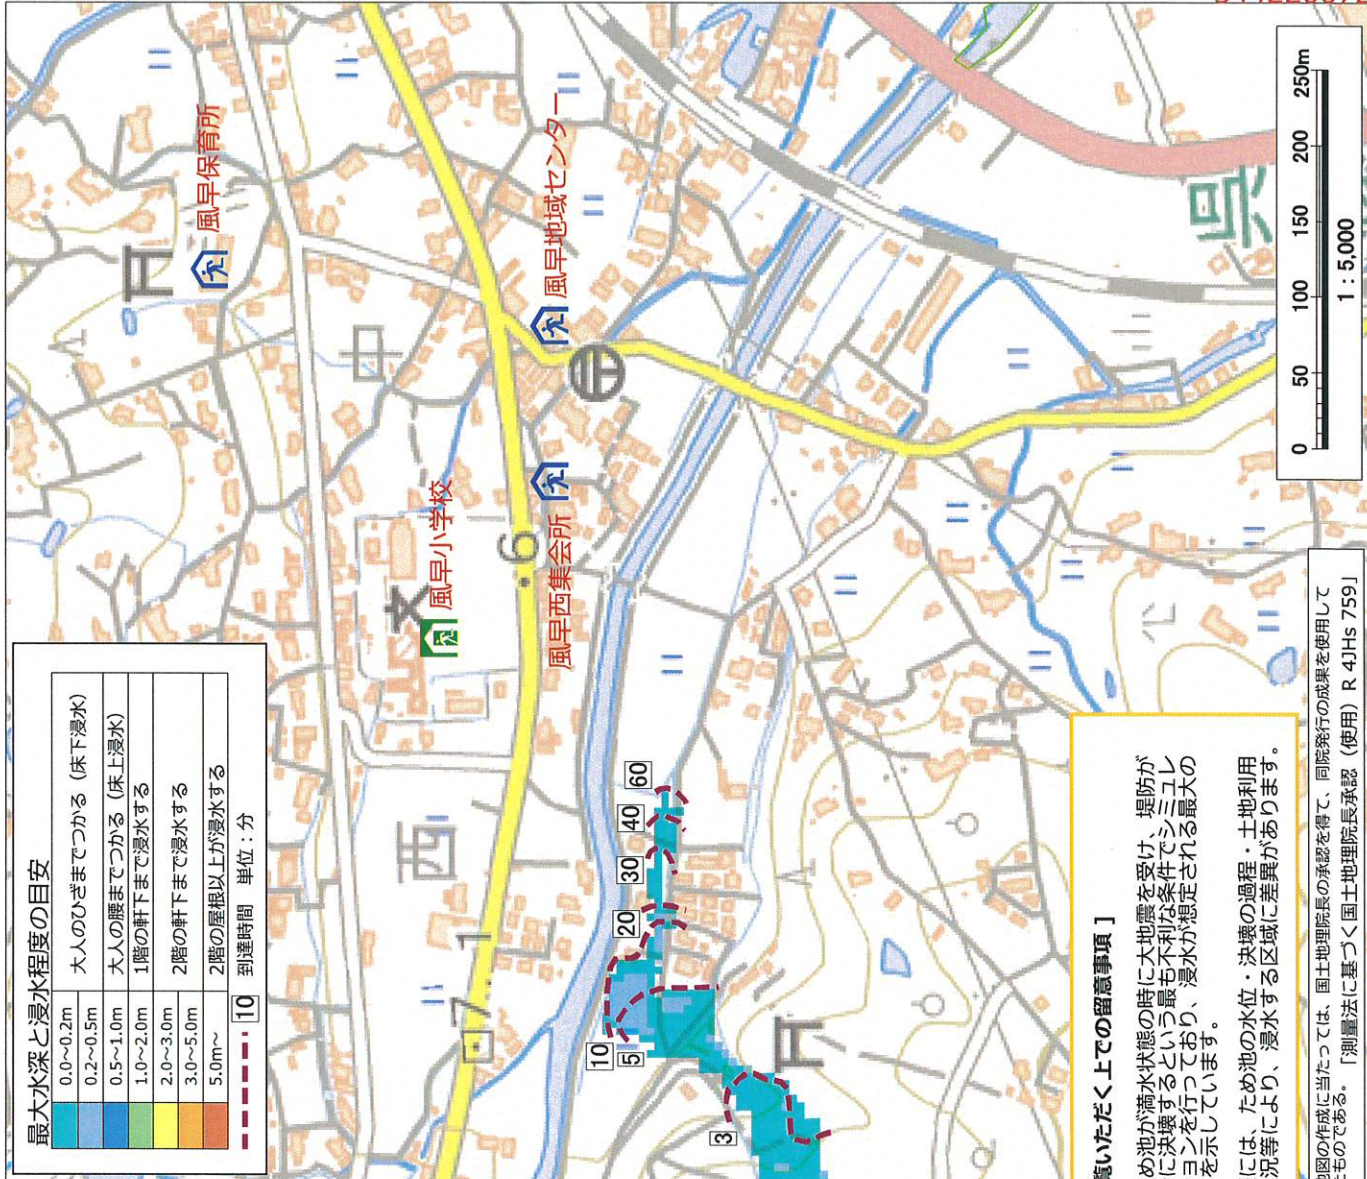 最大水深と浸水程度の目安
0.0~0.2m
0.2~0.5m
大人のひざまでつかる（床下浸水）
0.5~1.0m
大人の腰までつかる（床上浸水）
1.0~2.0m
1階の軒下まで浸水する
2.0~3.0m
3.0~5.0m
2階の軒下まで浸水する
5.0m~
2階の屋根以上が浸水する
10 到達時間 単位：分
風早保育所
風早地域センター
風早小学校
風早西集会所
中
西
文
6
7.1
呉
3
5
10
20
30
40
60
覧いただく上での留意事項 ]
め池が満水状態の時に大地震を受け、堤防が
に決壊するという最も不利な条件でシミュレ
ョンを行っており、浸水が想定される最大の
を示しています。
には、ため池の水位・決壊の過程・土地利用
況等により、浸水する区域に差異があります。
地図の作成に当たっては、国土地理院長の承認を得て、同院発行の成果を使用して
ものである。 「測量法に基づく国土地理院長承認（使用）R 4JHs 759」
0 50 100 150 200 250m
1 : 5,000